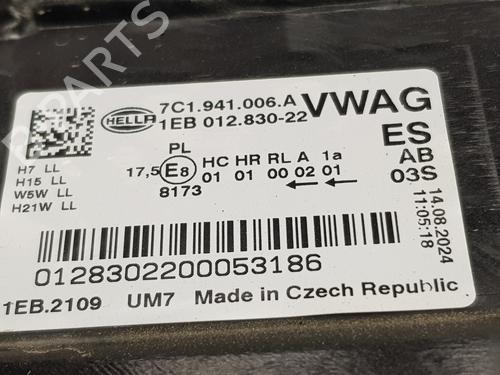 HELLA
7C1.941.006.A
1EB 012.830-22
VWAG
ES
AB
03S
H7 LL
H15 LL
W5W LL
H21W LL
PL
17,5 E8
8173
HC HR RL A 1a
01 01 00 02 01
14.08.2024
11:05:18
0128302200053186
1EB.2109 UM7 Made in Czech Republic
B-PARTS